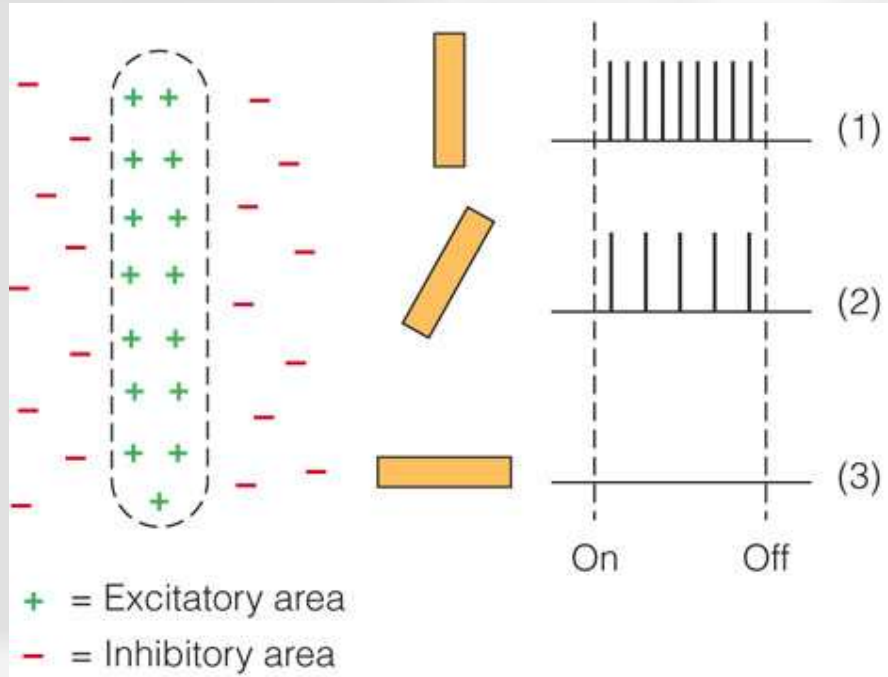 (1)
(2)
(3)
On Off
+ = Excitatory area
− = Inhibitory area